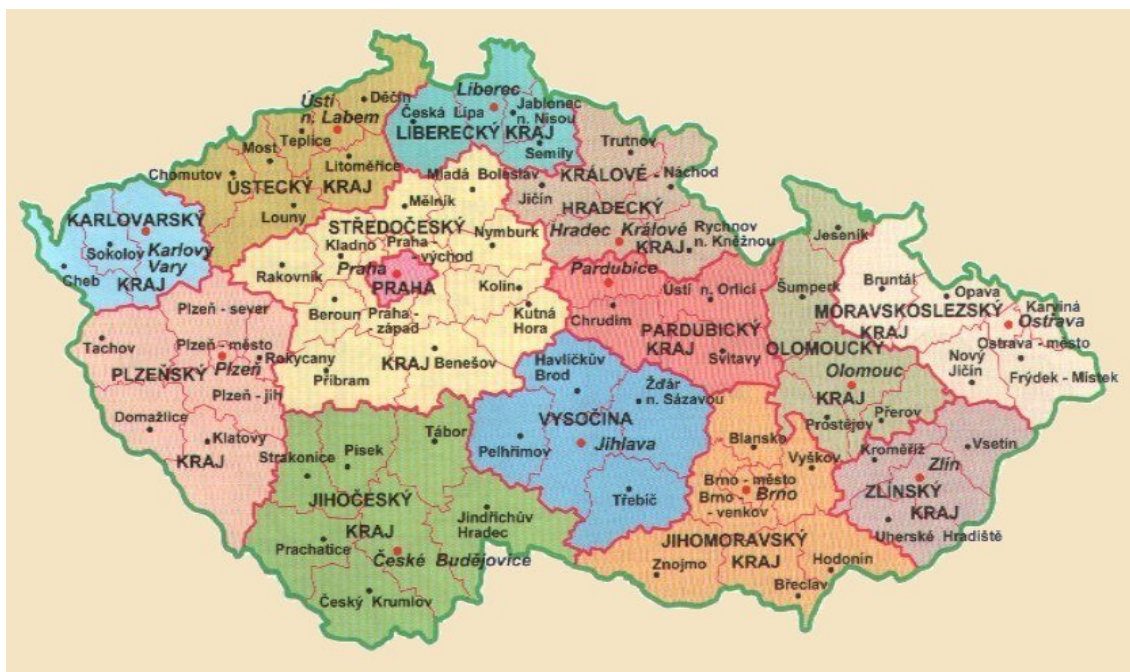 Ústí
n. Labem
Děčín
Teplice
Most
Litoměřice
Chomutov
ÚSTECKÝ KRAJ
Louny
Liberec
Česká Lípa
Jablonec
n. Nisou
LIBERECKÝ KRAJ
Semily
Trutnov
KRÁLOVÉ -
Náchod
Jičín
HRADECKÝ
Hradec Králové
Rychnov
n. Kněžnou
KRAJ
KARLOVARSKÝ
Sokolov
Karlovy
Vary
Cheb
KRAJ
Mladá Boleslav
Mělník
STŘEDOČESKÝ
Nymburk
Kladno
Praha -
- východ
Rakovník
Praha
PRAHA
Kolín
Beroun
Praha -
- západ
Kutná
Hora
KRAJ
Benešov
Příbram
Plzeň - sever
Tachov
Plzeň - město
Rokycany
PLZEŇSKÝ
Plzeň
Plzeň - jih
Domažlice
Klatovy
KRAJ
Pardubice
Ústí n. Orlicí
Chrudim
PARDUBICKÝ
KRAJ
Svitavy
Jeseník
Šumperk
OLOMOUCKÝ
Olomouc
KRAJ
Prostějov
Přerov
Bruntál
Opava
Karviná
MORAVSKOSLEZSKÝ
KRAJ
Ostrava
Ostrava - město
Nový
Jičín
Frýdek - Místek
Havlíčkův
Brod
Žďár
n. Sázavou
VYSOČINA
Pelhřimov
Jihlava
Třebíč
Tábor
Písek
Strakonice
JIHOČESKÝ
KRAJ
Jindřichův
Hradec
Prachatice
České Budějovice
Český Krumlov
Blansko
Vyškov
Brno - město
Brno -
- venkov
Brno
JIHOMORAVSKÝ
KRAJ
Znojmo
Hodonín
Břeclav
Kroměříž
Vsetín
Zlín
ZLÍNSKÝ
KRAJ
Uherské Hradiště